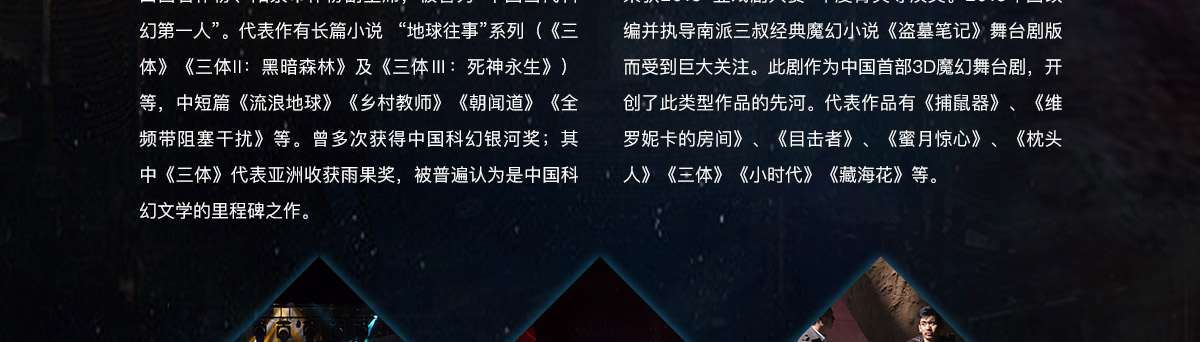 幻第一人”。代表作有长篇小说 “地球往事”系列（《三
体》《三体II：黑暗森林》及《三体Ⅲ：死神永生》）
等，中短篇《流浪地球》《乡村教师》《朝闻道》《全
频带阻塞干扰》等。曾多次获得中国科幻银河奖；其
中《三体》代表亚洲收获雨果奖，被普遍认为是中国科
幻文学的里程碑之作。
编并执导南派三叔经典魔幻小说《盗墓笔记》舞台剧版
而受到巨大关注。此剧作为中国首部3D魔幻舞台剧，开
创了此类型作品的先河。代表作品有《捕鼠器》、《维
罗妮卡的房间》、《目击者》、《蜜月惊心》、《枕头
人》《三体》《小时代》《藏海花》等。